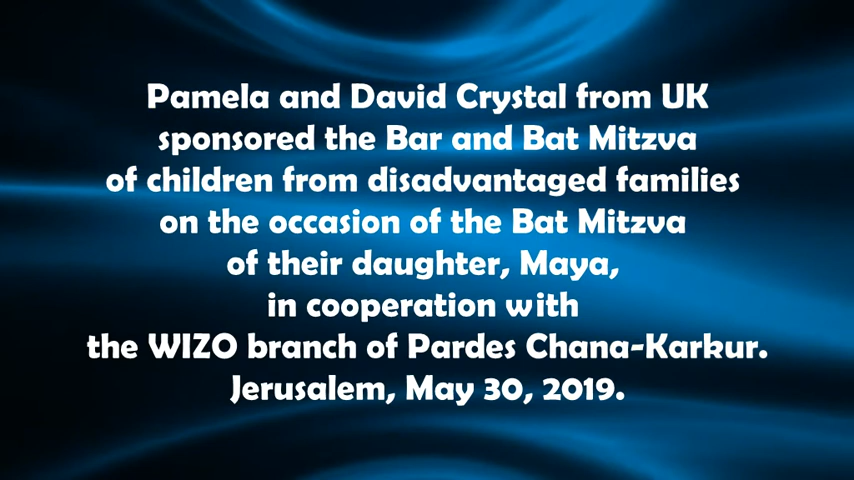 Pamela and David Crystal from UK
sponsored the Bar and Bat Mitzva
of children from disadvantaged families
on the occasion of the Bat Mitzva
of their daughter, Maya,
in cooperation with
the WIZO branch of Pardes Chana-Karkur.
Jerusalem, May 30, 2019.